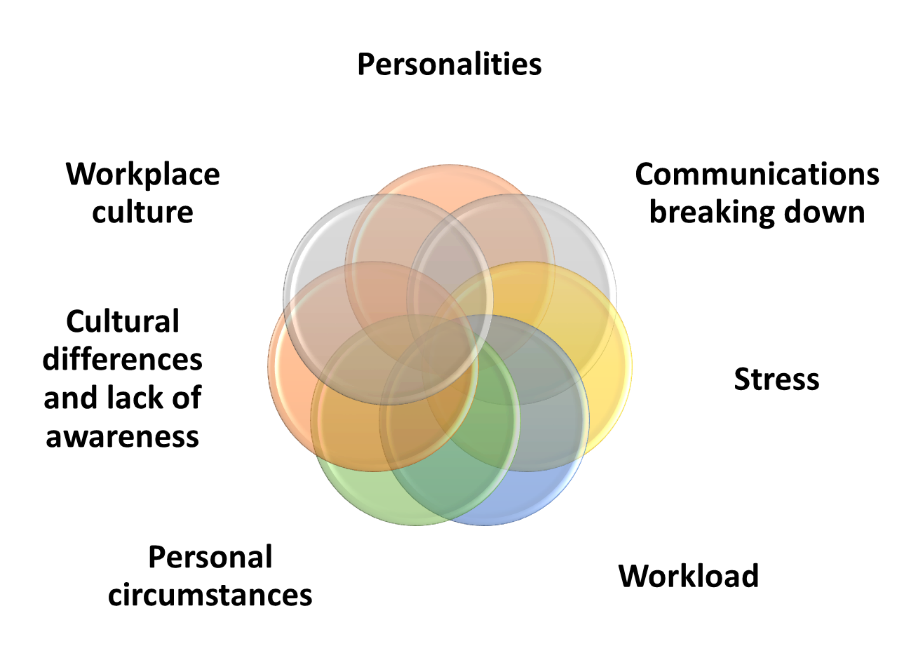 Personalities
Workplace
culture
Communications
breaking down
Cultural
differences
and lack of
awareness
Stress
Personal
circumstances
Workload